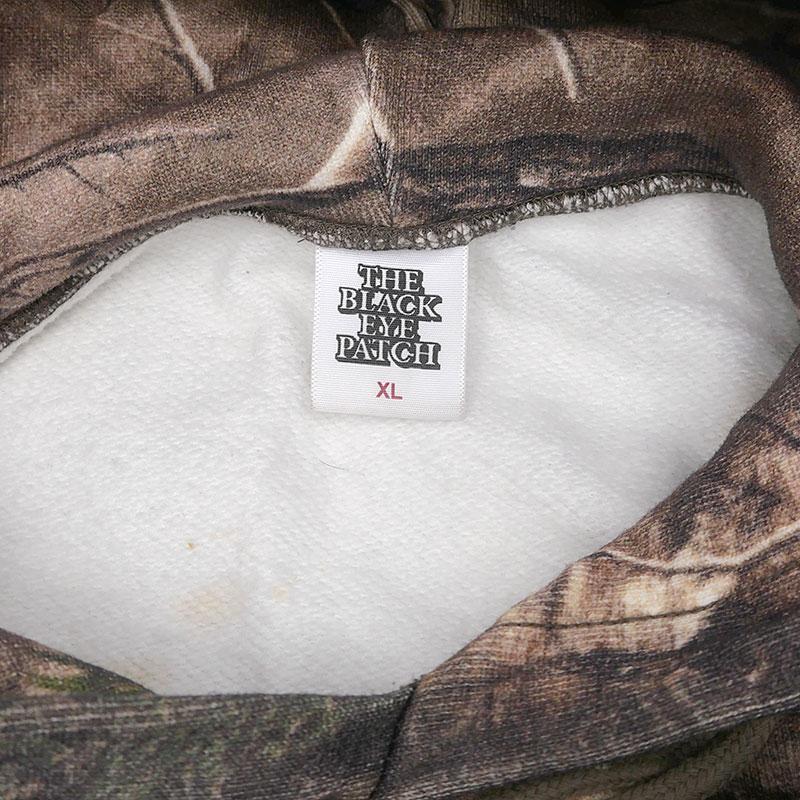 THE
BLACK
EYE
PATCH
XL